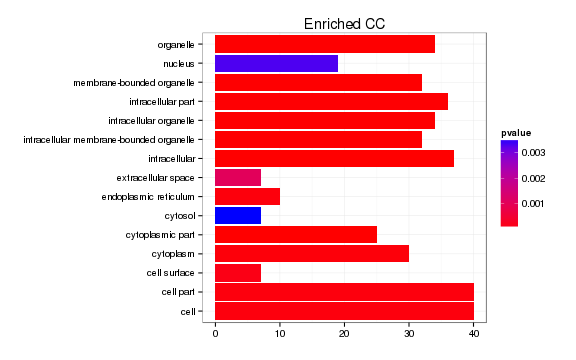 Enriched CC
organelle
nucleus
membrane-bounded organelle
intracellular part
intracellular organelle
intracellular membrane-bounded organelle
intracellular
extracellular space
endoplasmic reticulum
cytosol
cytoplasmic part
cytoplasm
cell surface
cell part
cell
0 10 20 30 40
pvalue
0.003
0.002
0.001